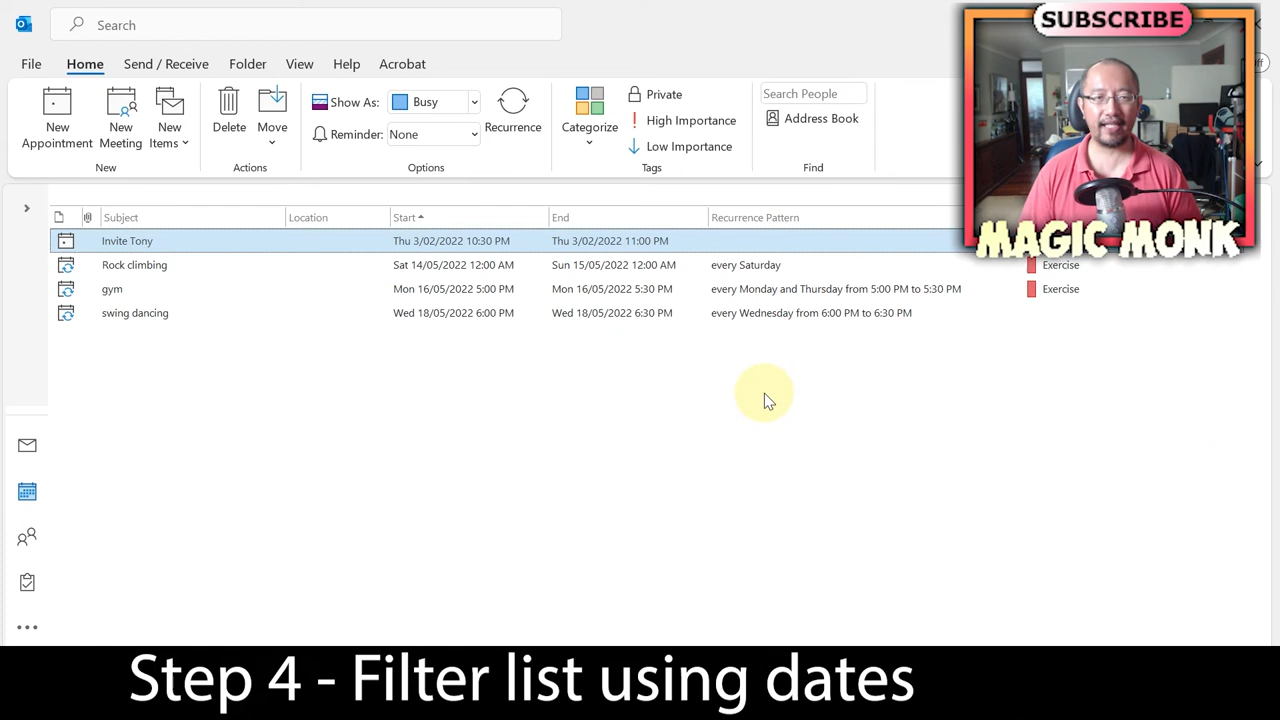 Search
SUBSCRIBE
File Home Send / Receive Folder View Help Acrobat
New Appointment
New Meeting
New Items
New
Delete
Move
Actions
Show As: Busy
Reminder: None
Recurrence
Options
Categorize
Private
High Importance
Low Importance
Tags
Search People
Address Book
Find
MAGIC MONK
Subject Location Start End Recurrence Pattern
Invite Tony Thu 3/02/2022 10:30 PM Thu 3/02/2022 11:00 PM
Rock climbing Sat 14/05/2022 12:00 AM Sun 15/05/2022 12:00 AM every Saturday Exercise
gym Mon 16/05/2022 5:00 PM Mon 16/05/2022 5:30 PM every Monday and Thursday from 5:00 PM to 5:30 PM Exercise
swing dancing Wed 18/05/2022 6:00 PM Wed 18/05/2022 6:30 PM every Wednesday from 6:00 PM to 6:30 PM
Step 4 - Filter list using dates